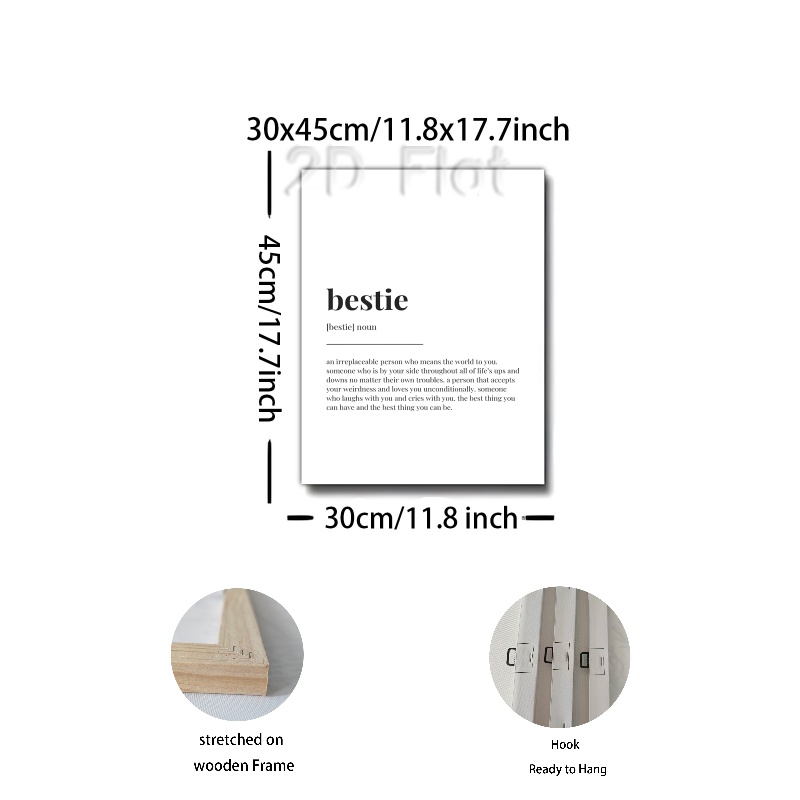 30x45cm/11.8x17.7inch
2D Flat
45cm/17.7inch
bestie
[bestie] noun
an irreplaceable person who means the world to you.
someone who is by your side throughout all of life's ups and
downs no matter their own troubles. a person that accepts
your weirdness and loves you unconditionally. someone
who laughs with you and cries with you. the best thing you
can have and the best thing you can be.
30cm/11.8 inch
stretched on
wooden Frame
Hook
Ready to Hang